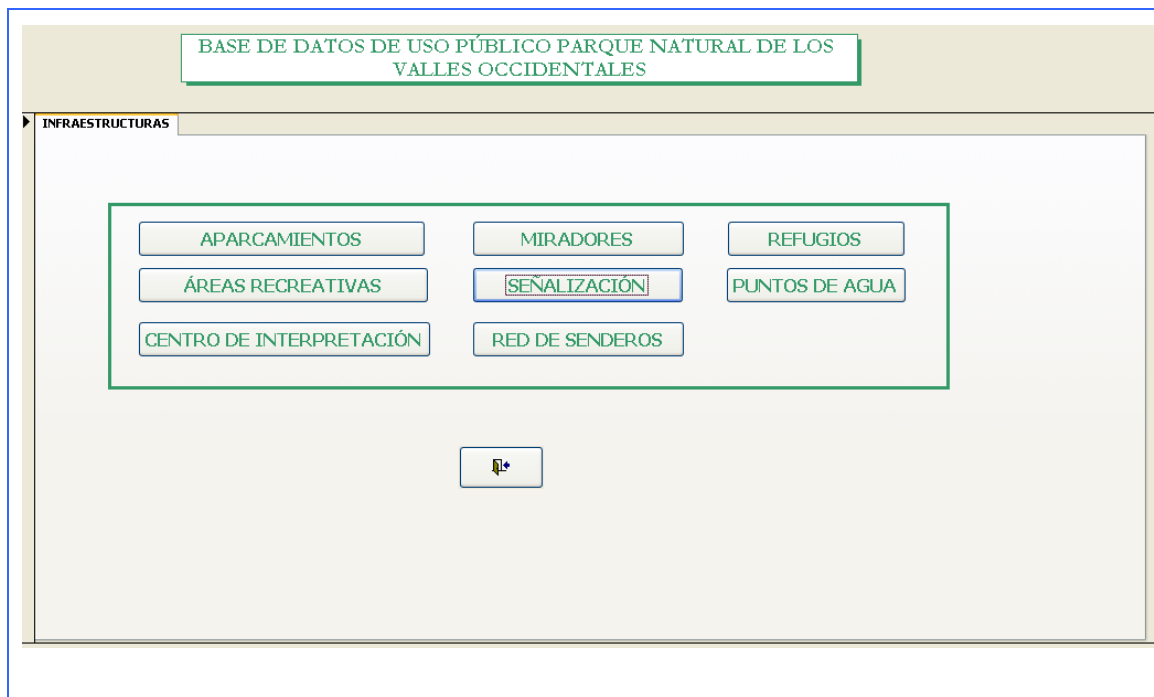 BASE DE DATOS DE USO PÚBLICO PARQUE NATURAL DE LOS
VALLES OCCIDENTALES
INFRAESTRUCTURAS
APARCAMIENTOS
MIRADORES
REFUGIOS
ÁREAS RECREATIVAS
SEÑALIZACIÓN
PUNTOS DE AGUA
CENTRO DE INTERPRETACIÓN
RED DE SENDEROS